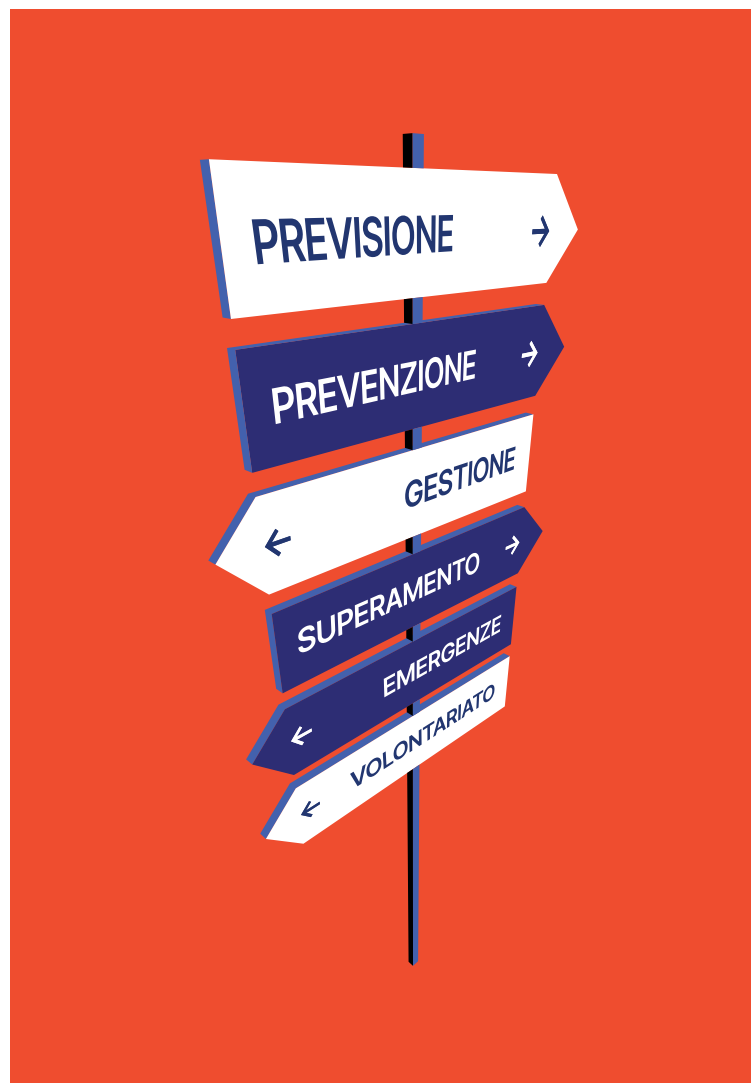 PREVISIONE →
PREVENZIONE →
← GESTIONE
SUPERAMENTO →
← EMERGENZE
← VOLONTARIATO